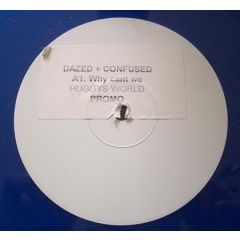 DAZED + CONFUSED
A1: Why cant we
HUGGYS WORLD
PROMO